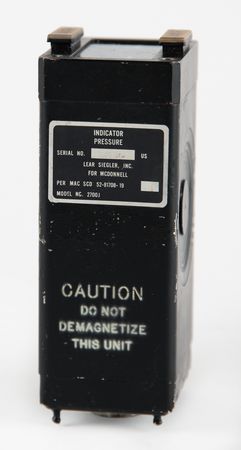 INDICATOR
PRESSURE
SERIAL NO. US
LEAR SIEGLER, INC.
FOR MCDONNELL
PER MAC SCD 52-81708-19
MODEL NO. 2700J
CAUTION
DO NOT
DEMAGNETIZE
THIS UNIT